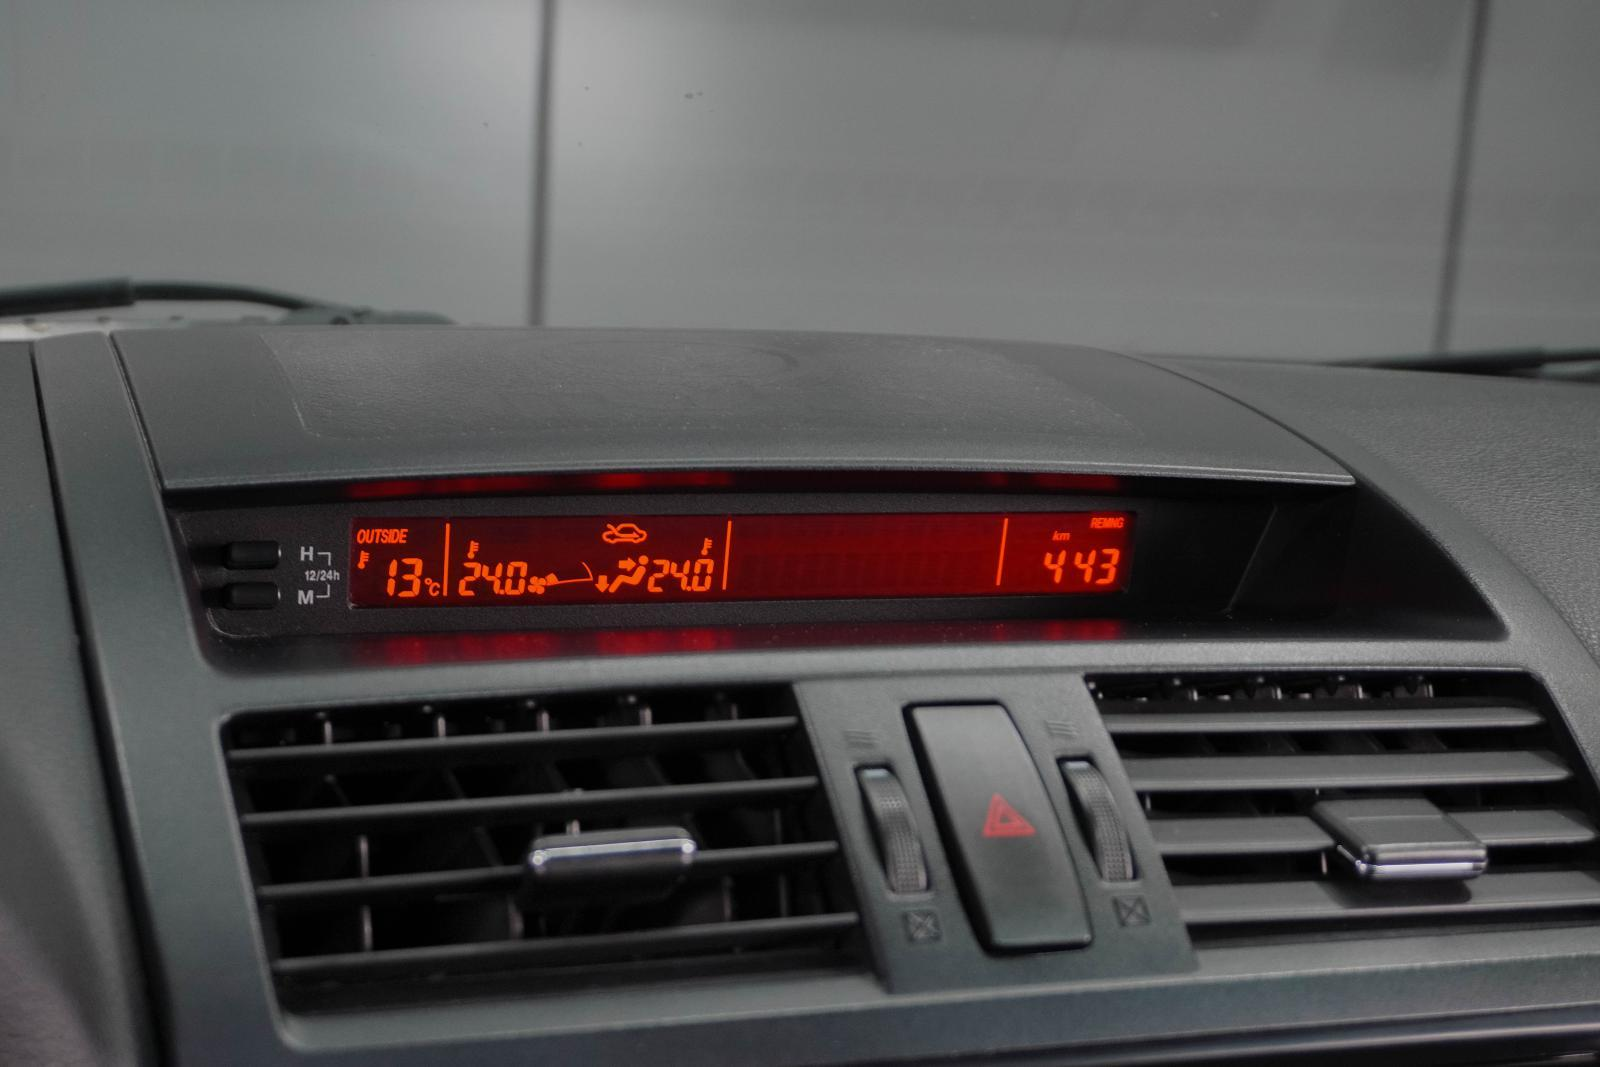 OUTSIDE
13°C
24.0
24.0
REMNG
km
443
H
12/24h
M